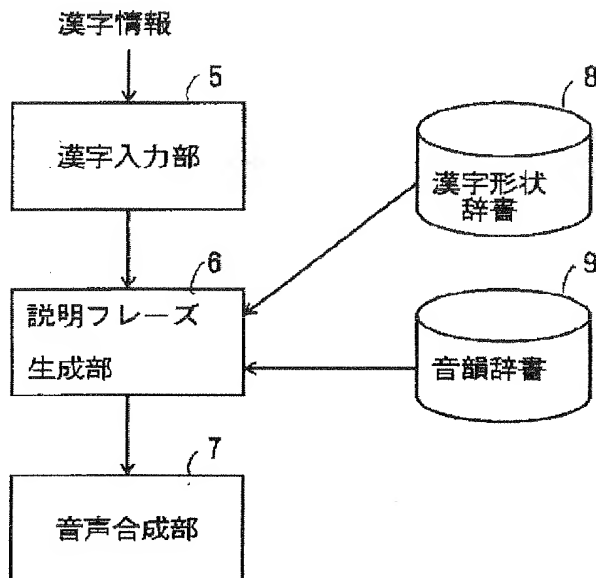 漢字情報
5
漢字入力部
8
漢字形状
辞書
6
説明フレーズ
生成部
9
音韻辞書
7
音声合成部